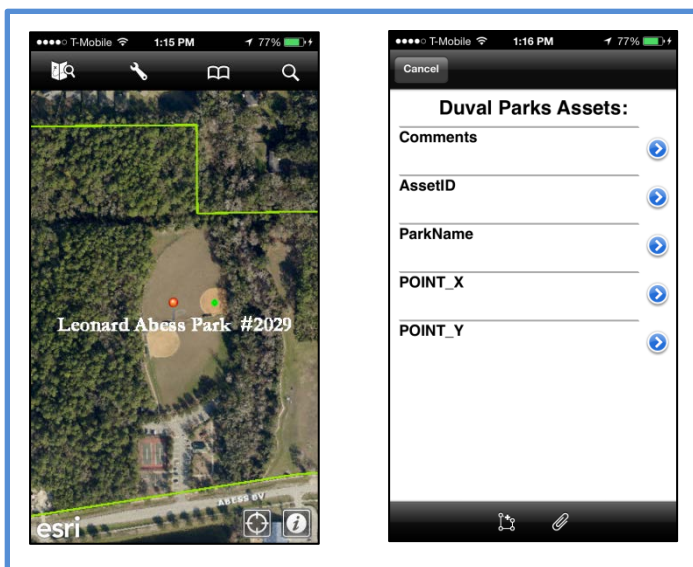 T-Mobile 1:15 PM 77%
Leonard Abess Park #2029
ABESS BV
esri
T-Mobile 1:16 PM 77%
Cancel
Duval Parks Assets:
Comments
AssetID
ParkName
POINT_X
POINT_Y